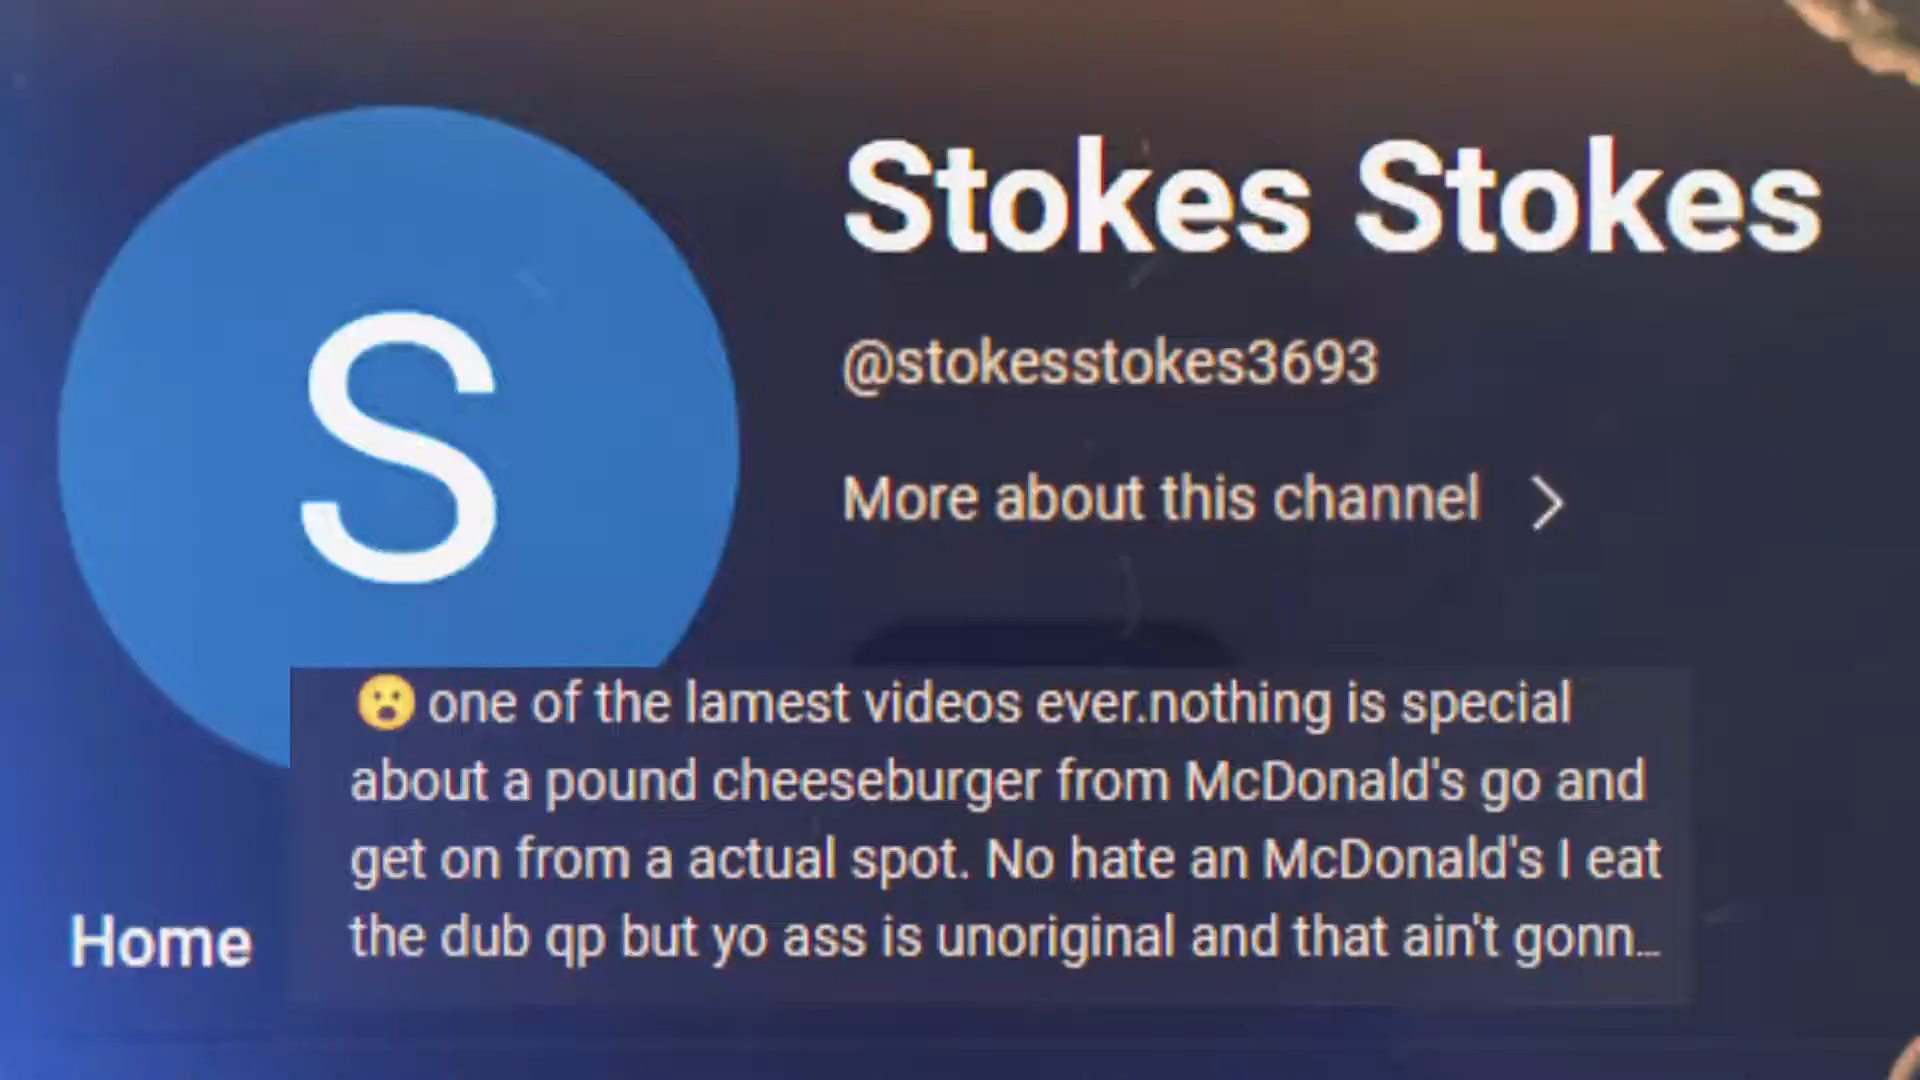 S
Stokes Stokes
@stokesstokes3693
More about this channel
😮 one of the lamest videos ever.nothing is special
about a pound cheeseburger from McDonald's go and
get on from a actual spot. No hate an McDonald's I eat
the dub qp but yo ass is unoriginal and that ain't gonn...
Home